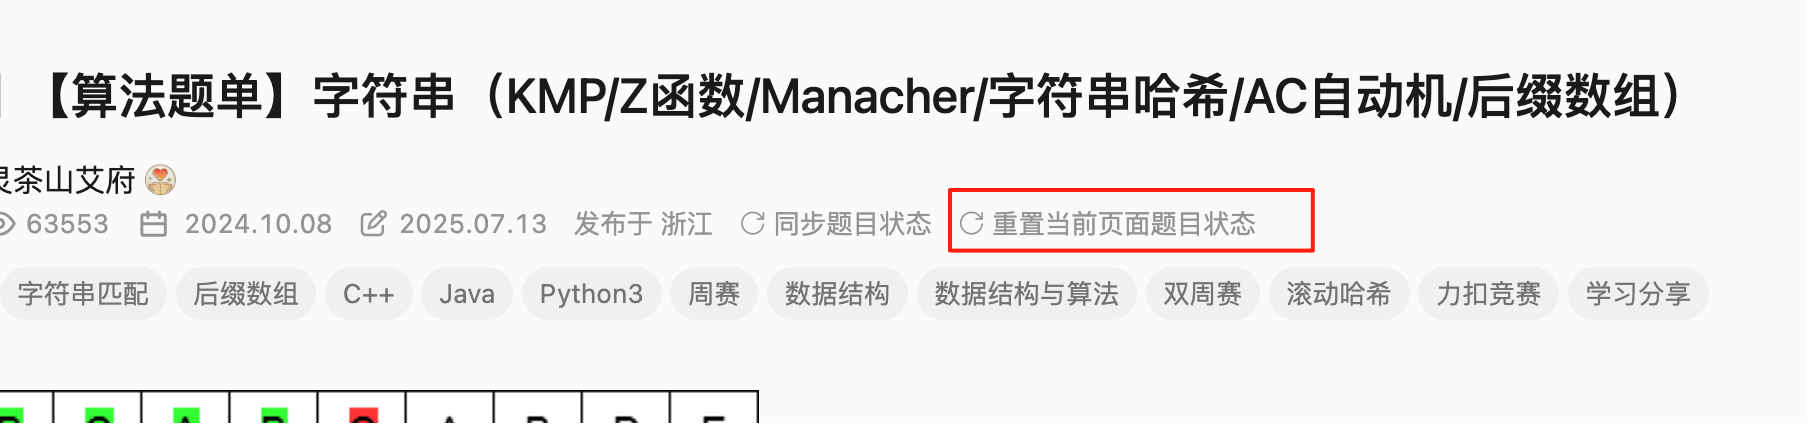 【算法题单】字符串（KMP/Z函数/Manacher/字符串哈希/AC自动机/后缀数组）
茶山艾府
63553 2024.10.08 2025.07.13 发布于 浙江 同步题目状态 重置当前页面题目状态
字符串匹配 后缀数组 C++ Java Python3 周赛 数据结构 数据结构与算法 双周赛 滚动哈希 力扣竞赛 学习分享